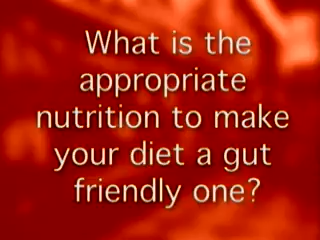 What is the
appropriate
nutrition to make
your diet a gut
friendly one?